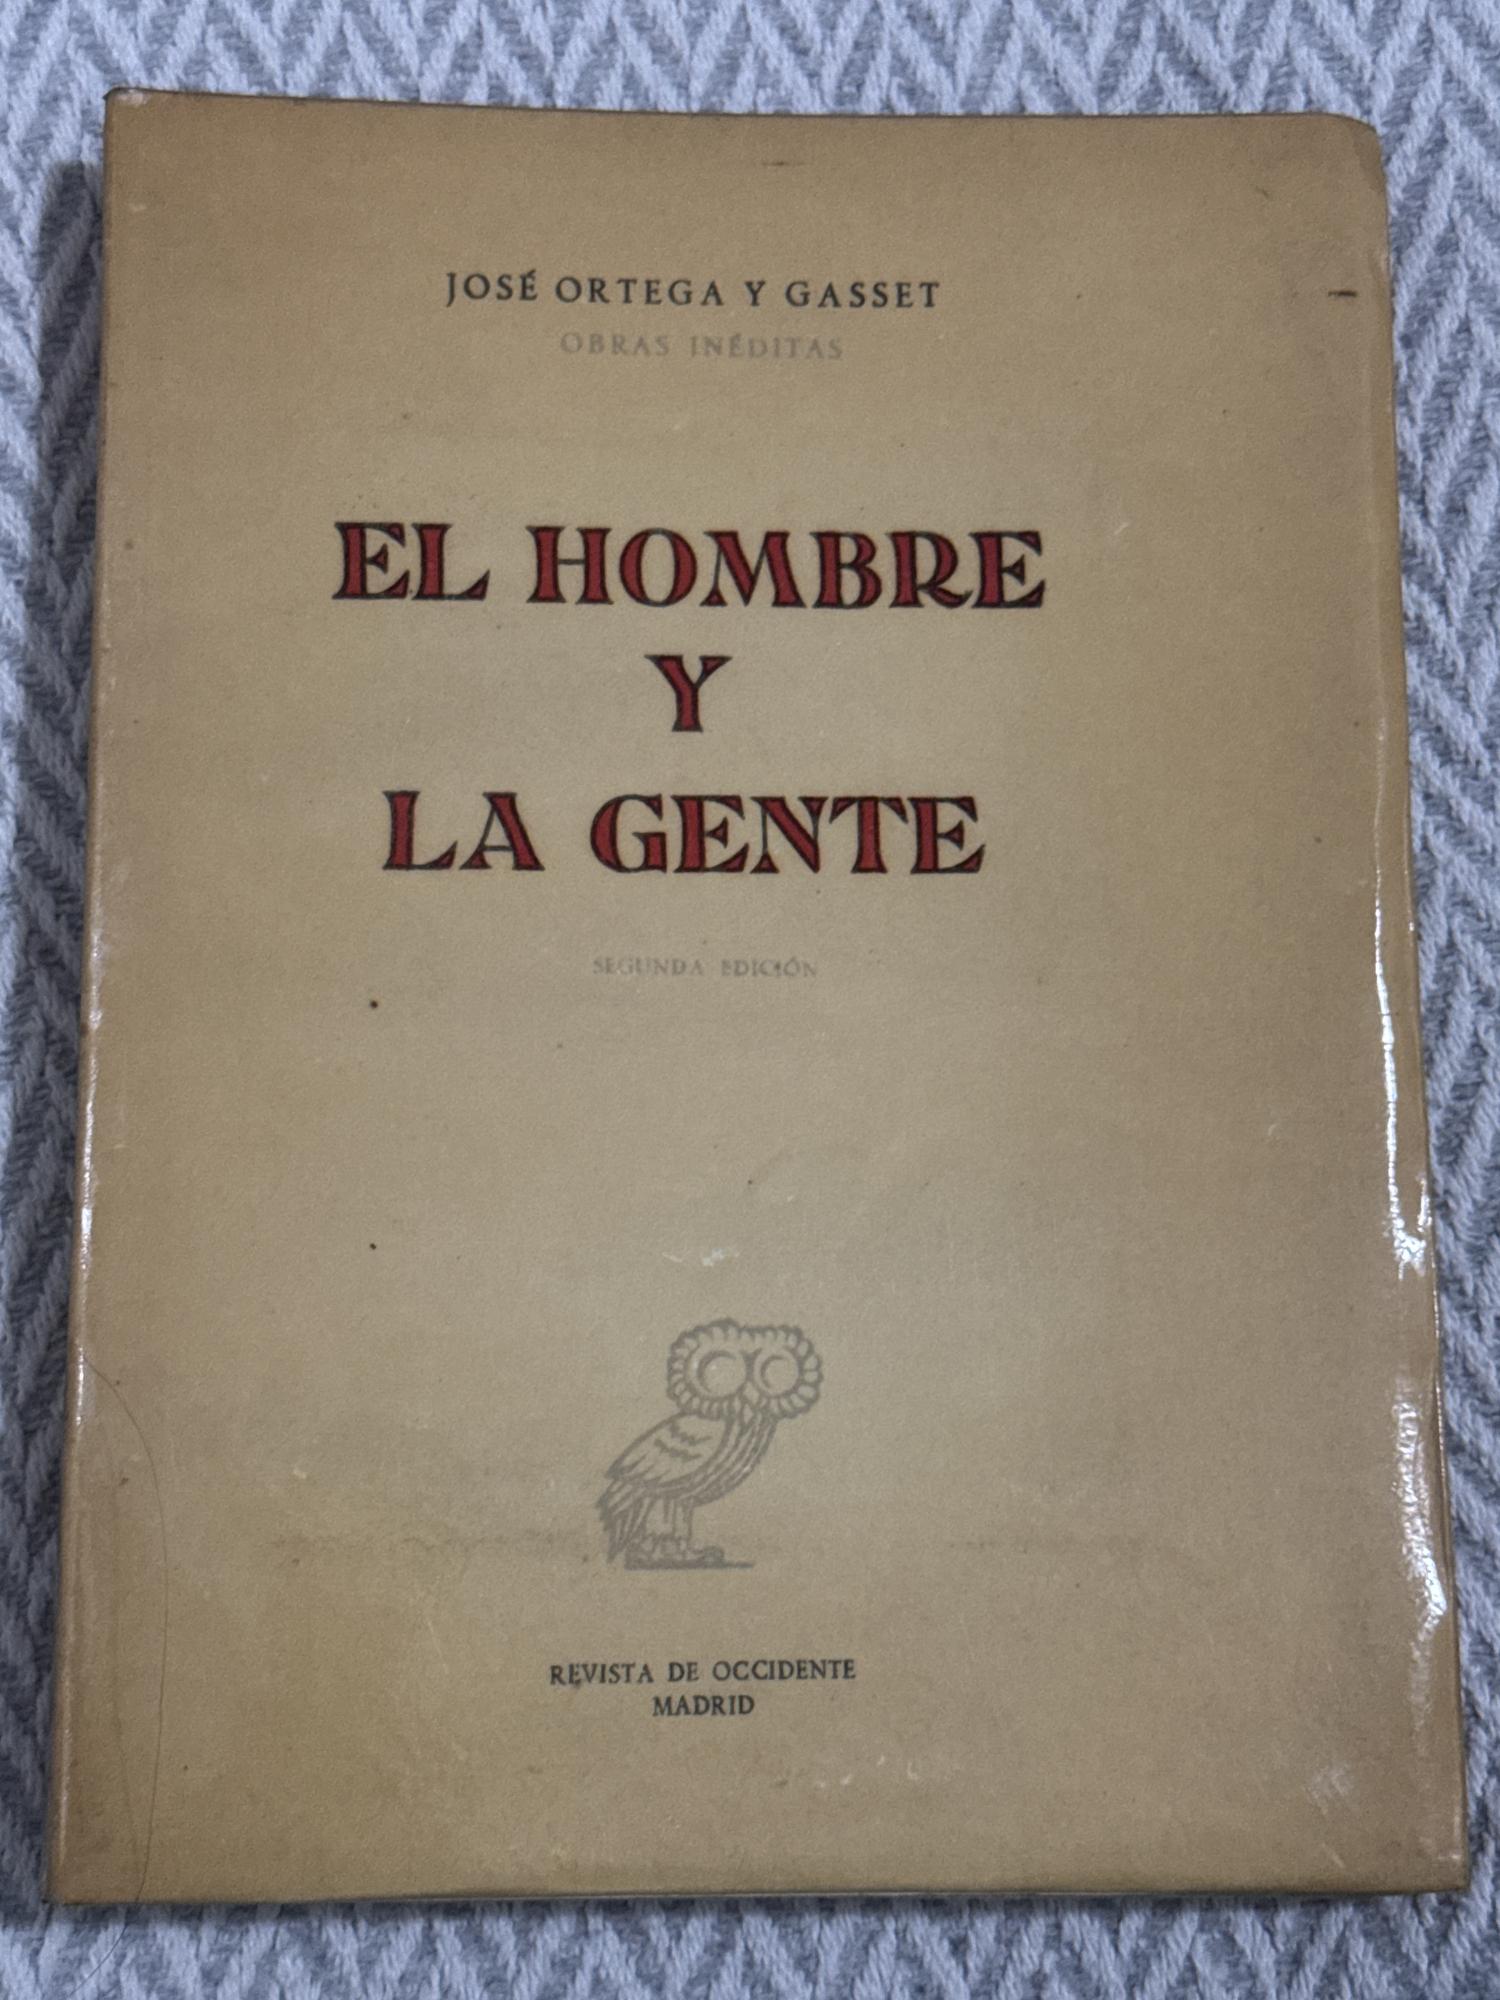 JOSÉ ORTEGA Y GASSET
OBRAS INÉDITAS
EL HOMBRE
Y
LA GENTE
SEGUNDA EDICIÓN
REVISTA DE OCCIDENTE
MADRID